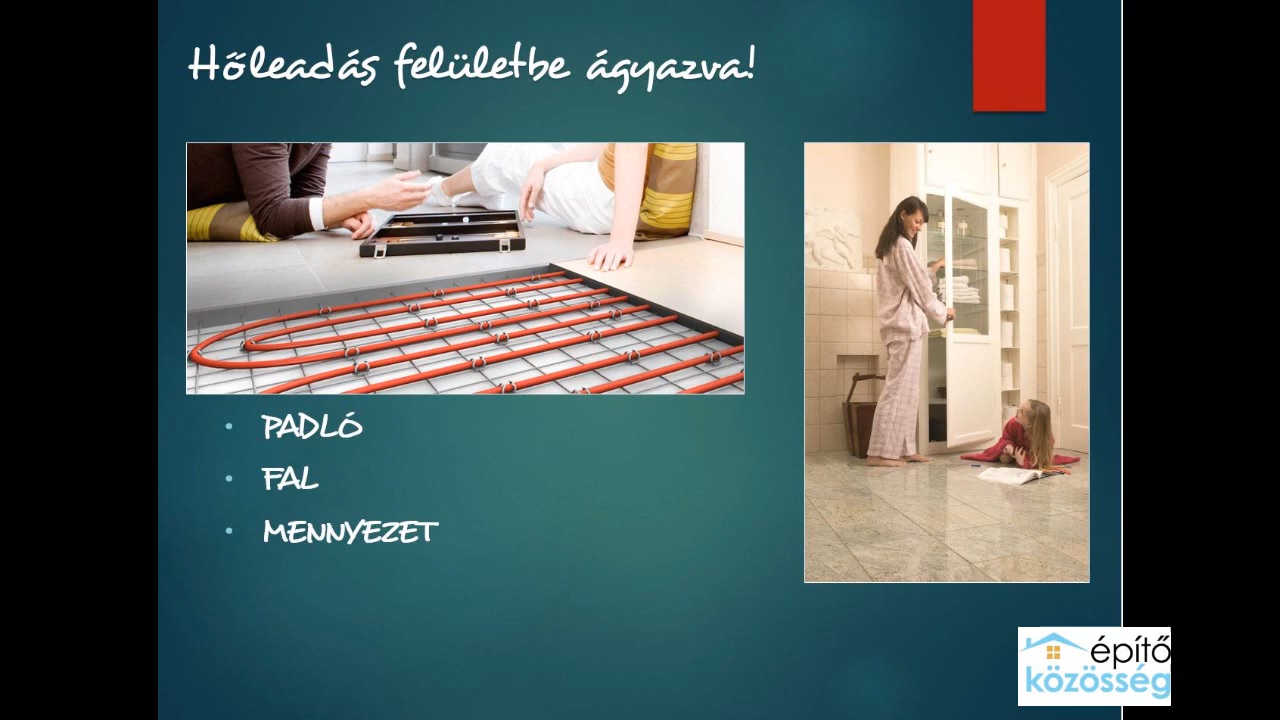 Hőleadás felületbe ágyazva!
• PADLÓ
• FAL
• MENNYEZET
építő
közösség